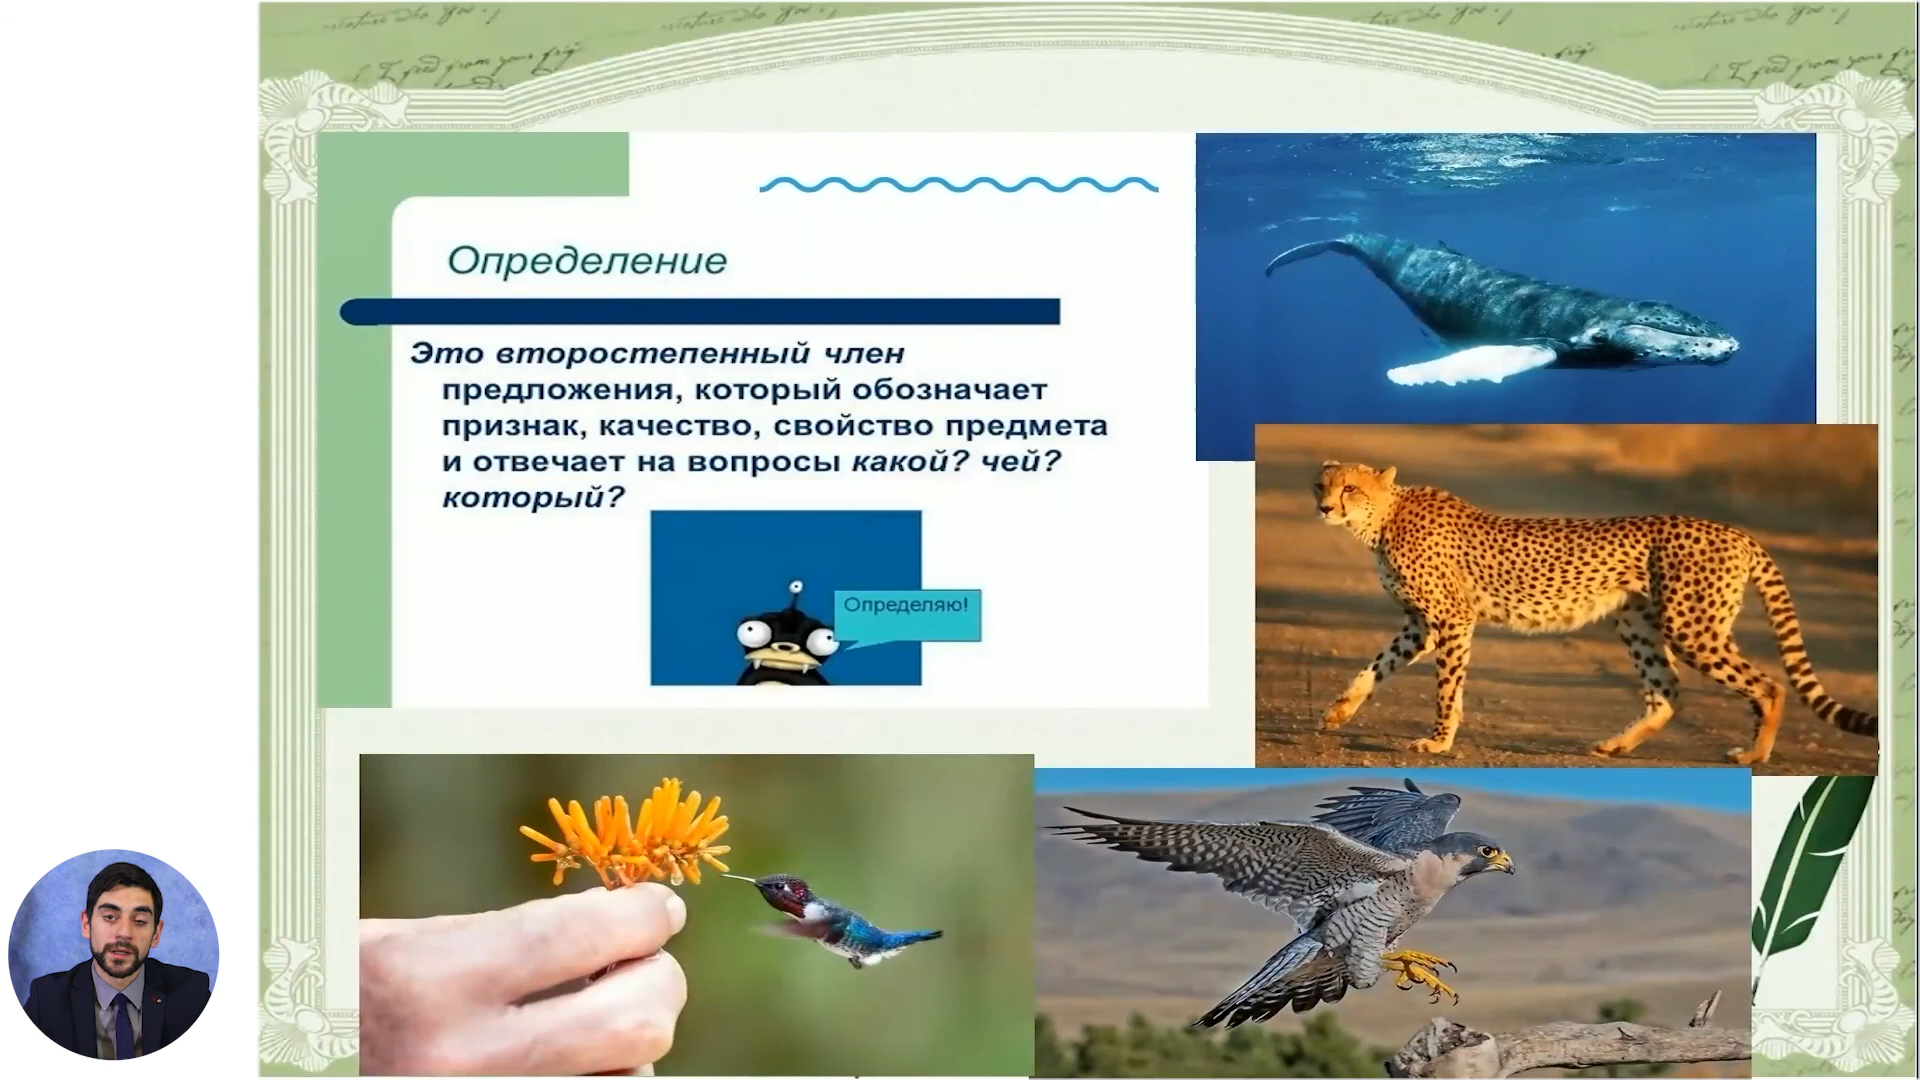 Определение
Это второстепенный член
предложения, который обозначает
признак, качество, свойство предмета
и отвечает на вопросы какой? чей?
который?
Определяю!